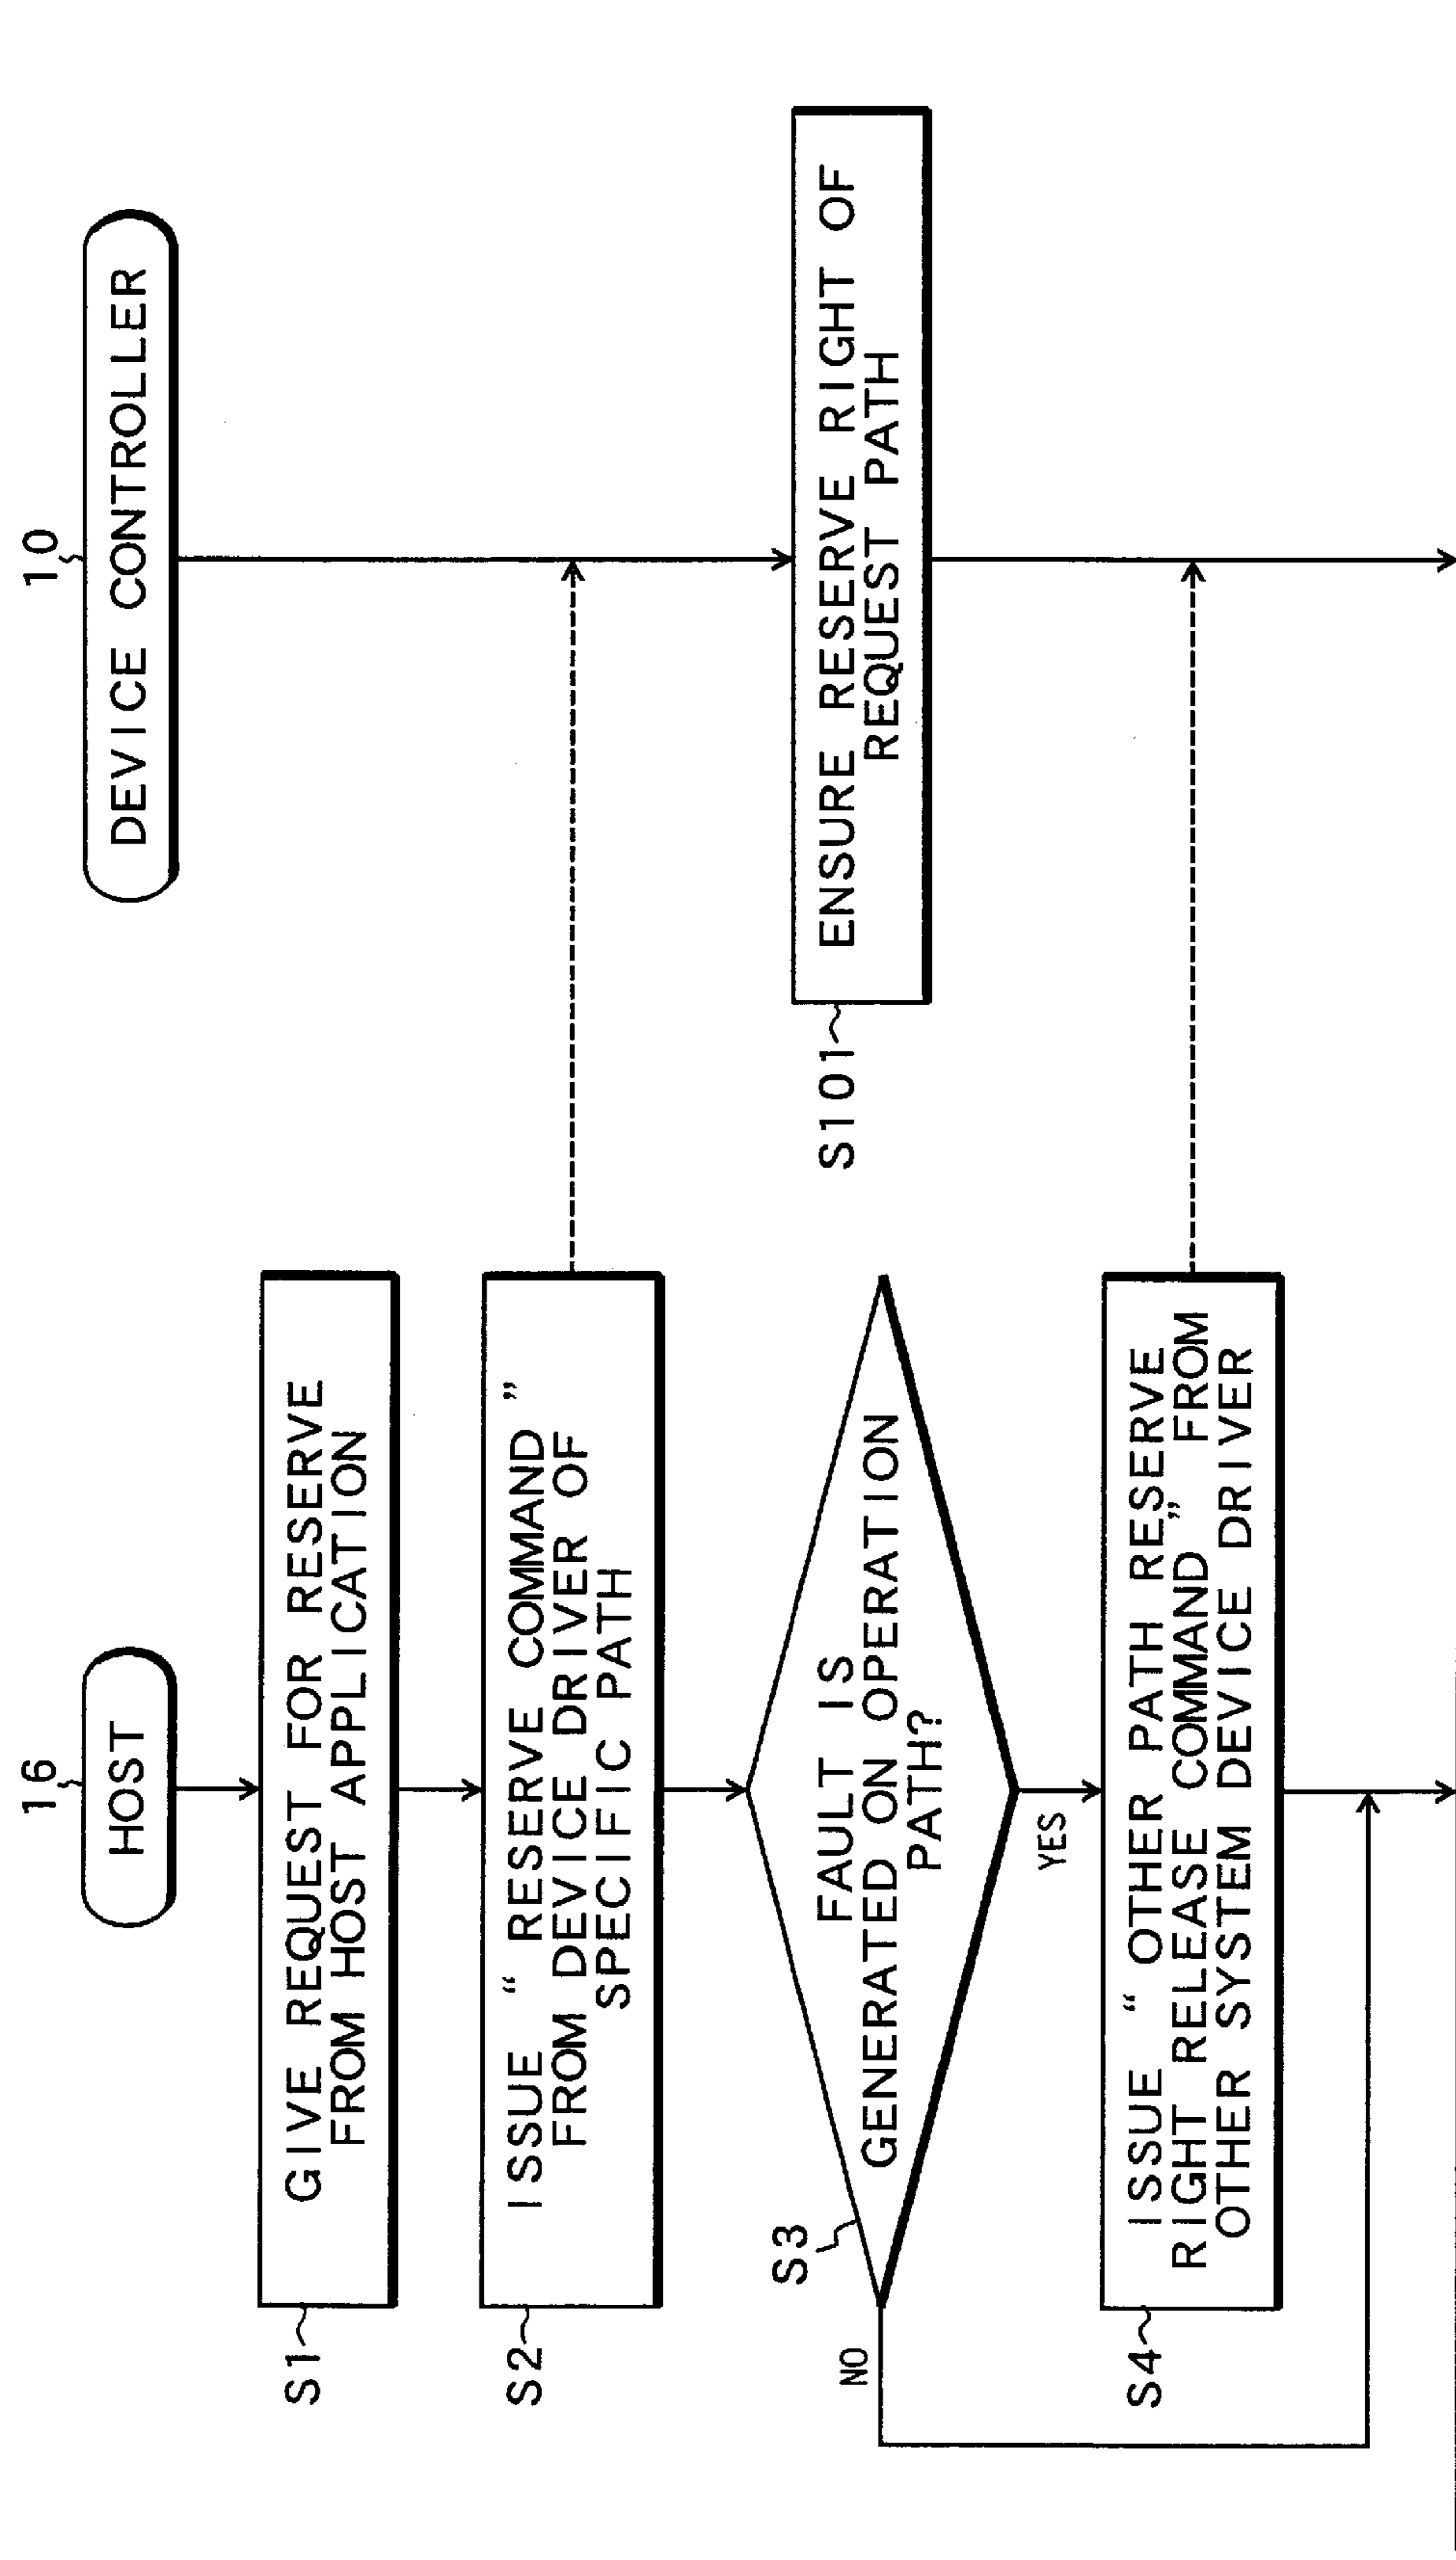 16
HOST
S1
GIVE REQUEST FOR RESERVE
FROM HOST APPLICATION
S2
ISSUE “ RESERVE COMMAND ”
FROM DEVICE DRIVER OF
SPECIFIC PATH
S3
FAULT IS
GENERATED ON OPERATION
PATH?
NO
YES
S4
ISSUE “ OTHER PATH RESERVE
RIGHT RELEASE COMMAND ” FROM
OTHER SYSTEM DEVICE DRIVER
10
DEVICE CONTROLLER
S101
ENSURE RESERVE RIGHT OF
REQUEST PATH